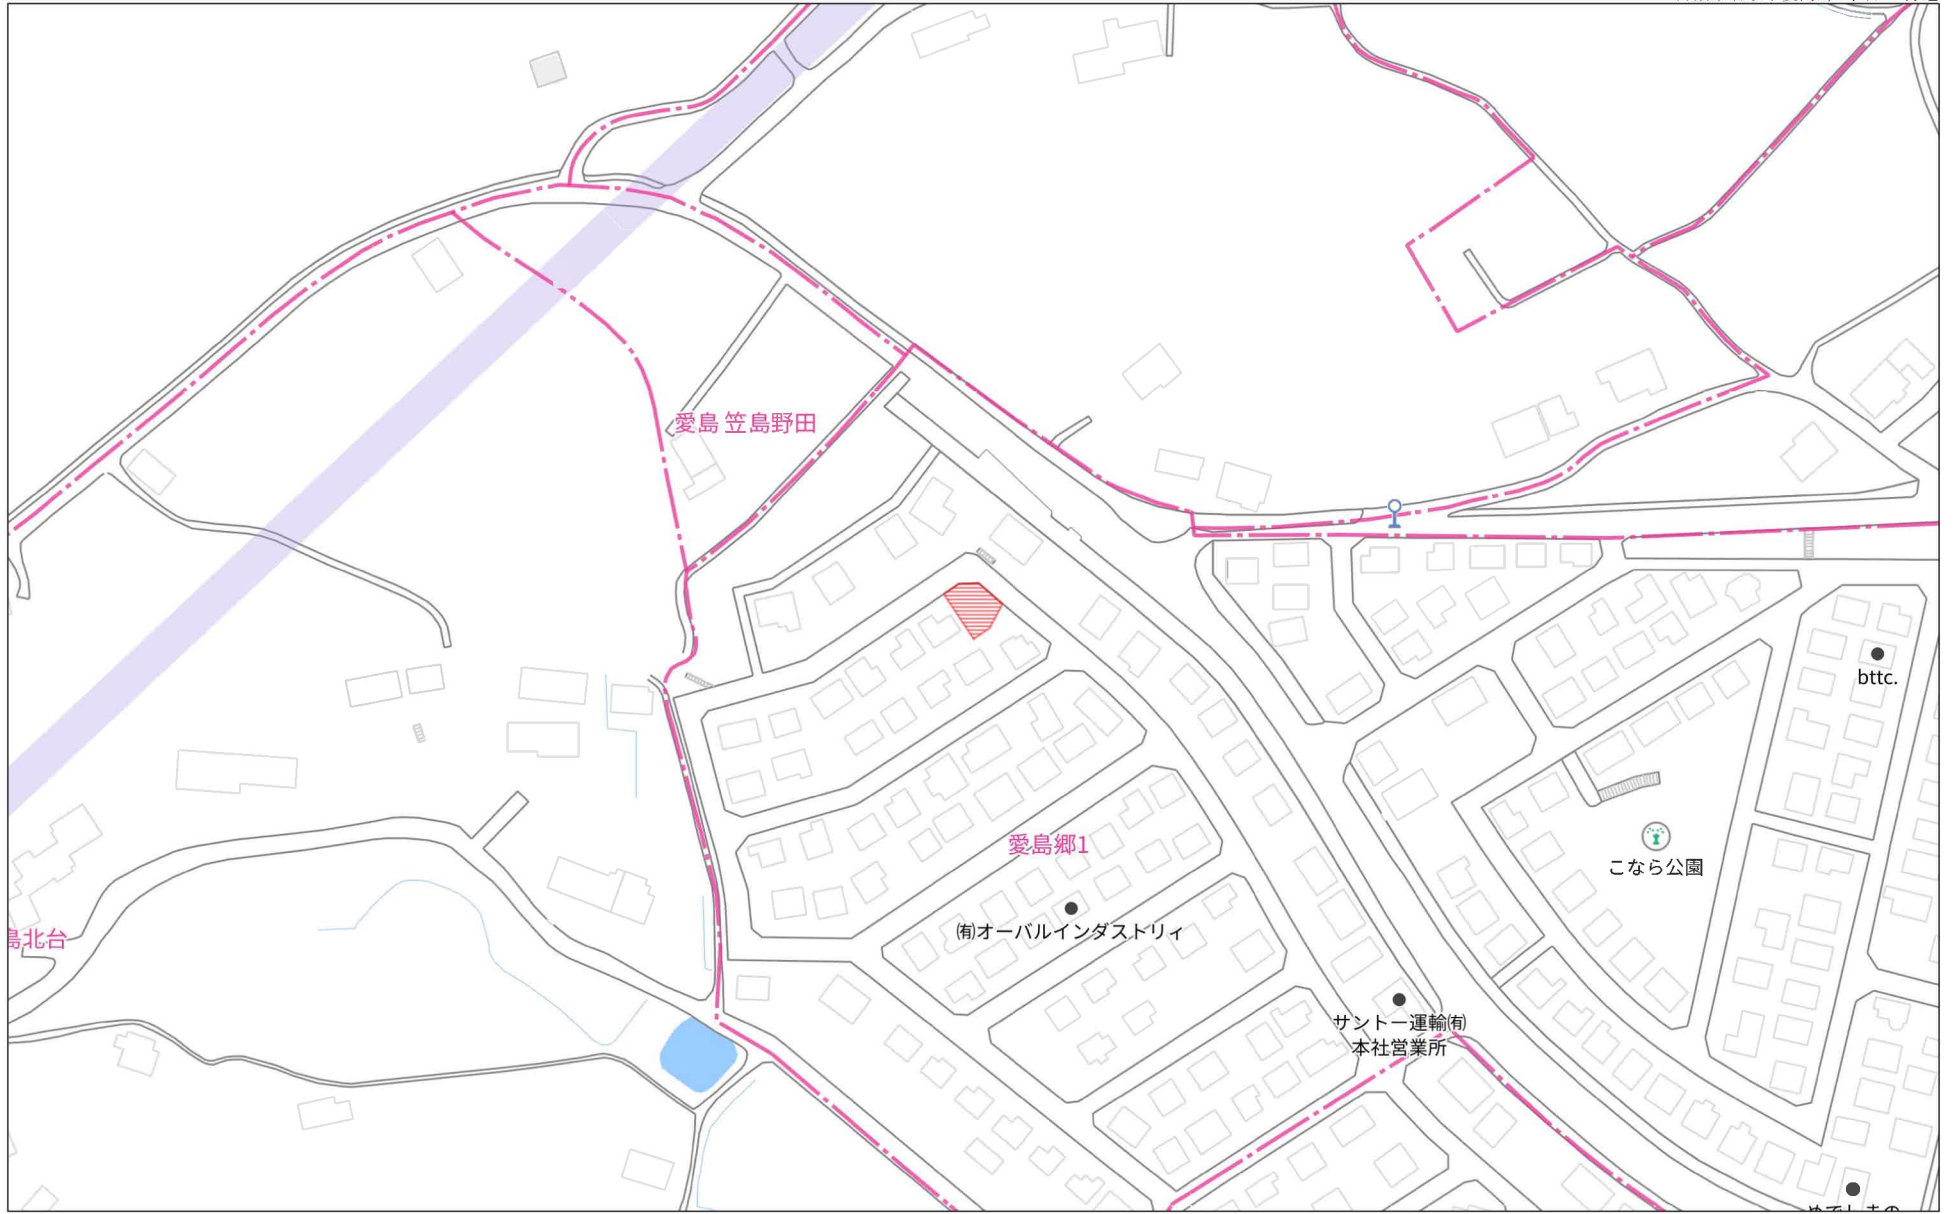 愛島 笠島野田
bttc.
愛島郷1
こなら公園
㈲オーバルインダストリィ
島北台
サントー運輸㈲
本社営業所